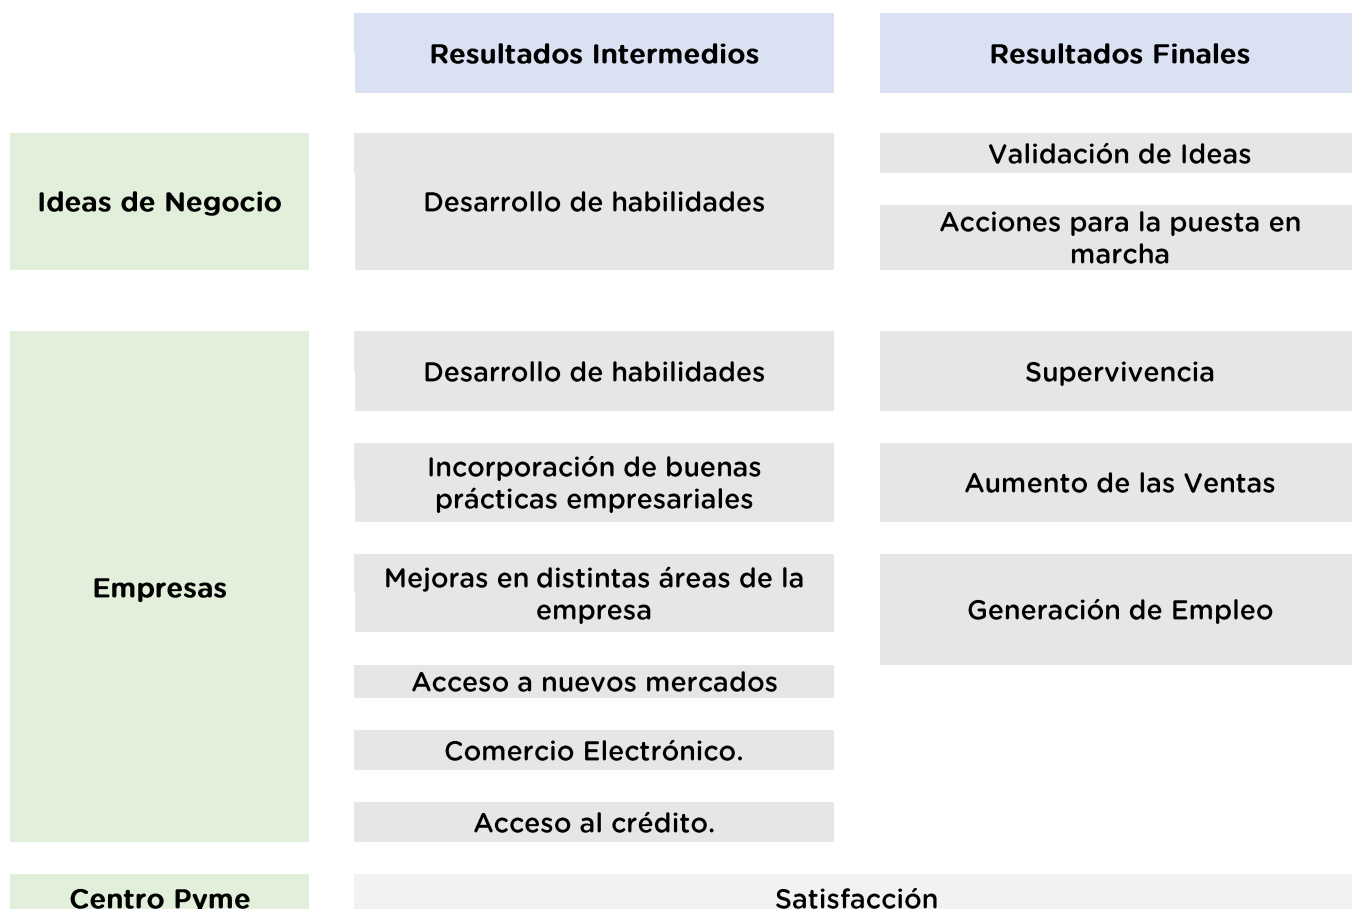 Resultados Intermedios
Resultados Finales
Ideas de Negocio
Desarrollo de habilidades
Validación de Ideas
Acciones para la puesta en
marcha
Empresas
Desarrollo de habilidades
Supervivencia
Incorporación de buenas
prácticas empresariales
Aumento de las Ventas
Mejoras en distintas áreas de la
empresa
Generación de Empleo
Acceso a nuevos mercados
Comercio Electrónico.
Acceso al crédito.
Centro Pyme
Satisfacción